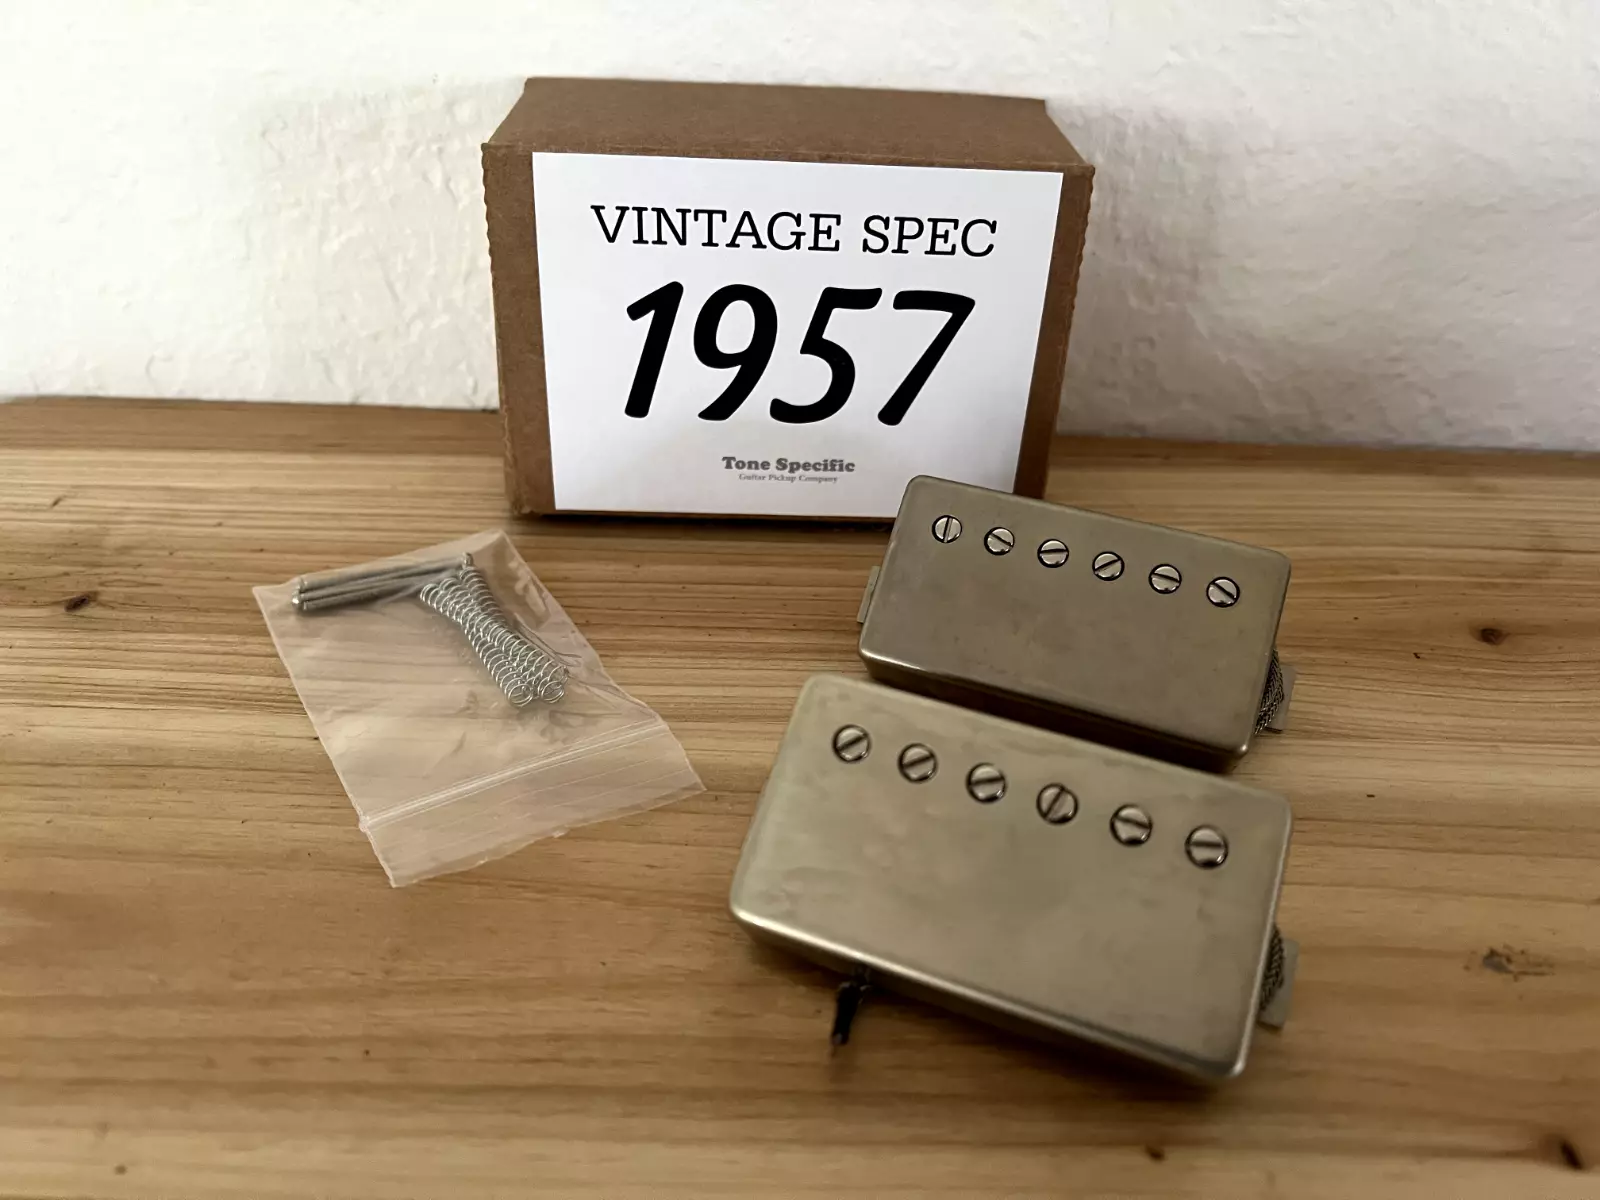 VINTAGE SPEC
1957
Tone Specific
Guitar Pickup Company